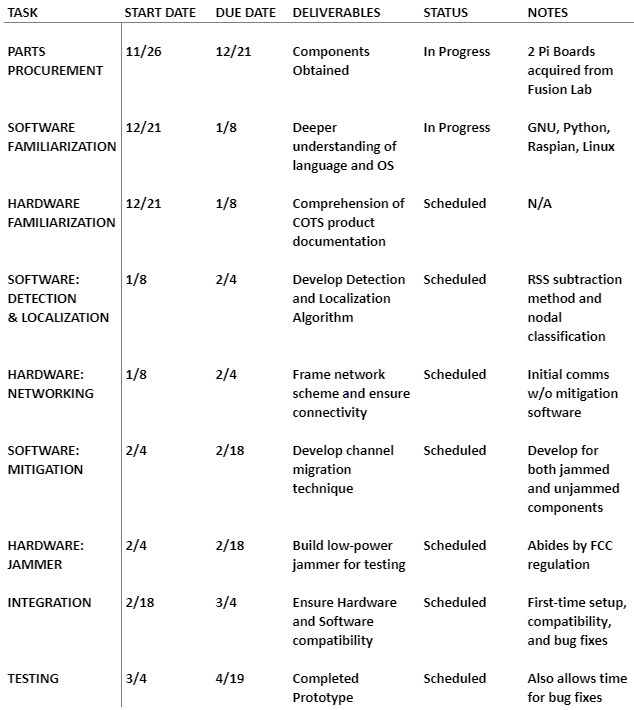 TASK START DATE DUE DATE DELIVERABLES STATUS NOTES
PARTS 11/26 12/21 Components In Progress 2 Pi Boards
PROCUREMENT Obtained acquired from
Fusion Lab
SOFTWARE 12/21 1/8 Deeper In Progress GNU, Python,
FAMILIARIZATION understanding of Raspian, Linux
language and OS
HARDWARE 12/21 1/8 Comprehension of Scheduled N/A
FAMILIARIZATION COTS product
documentation
SOFTWARE: 1/8 2/4 Develop Detection Scheduled RSS subtraction
DETECTION and Localization method and
& LOCALIZATION Algorithm nodal
classification
HARDWARE: 1/8 2/4 Frame network Scheduled Initial comms
NETWORKING scheme and ensure w/o mitigation
connectivity software
SOFTWARE: 2/4 2/18 Develop channel Scheduled Develop for
MITIGATION migration both jammed
technique and unjammed
components
HARDWARE: 2/4 2/18 Build low-power Scheduled Abides by FCC
JAMMER jammer for testing regulation
INTEGRATION 2/18 3/4 Ensure Hardware Scheduled First-time setup,
and Software compatibility,
compatibility and bug fixes
TESTING 3/4 4/19 Completed Scheduled Also allows time
Prototype for bug fixes